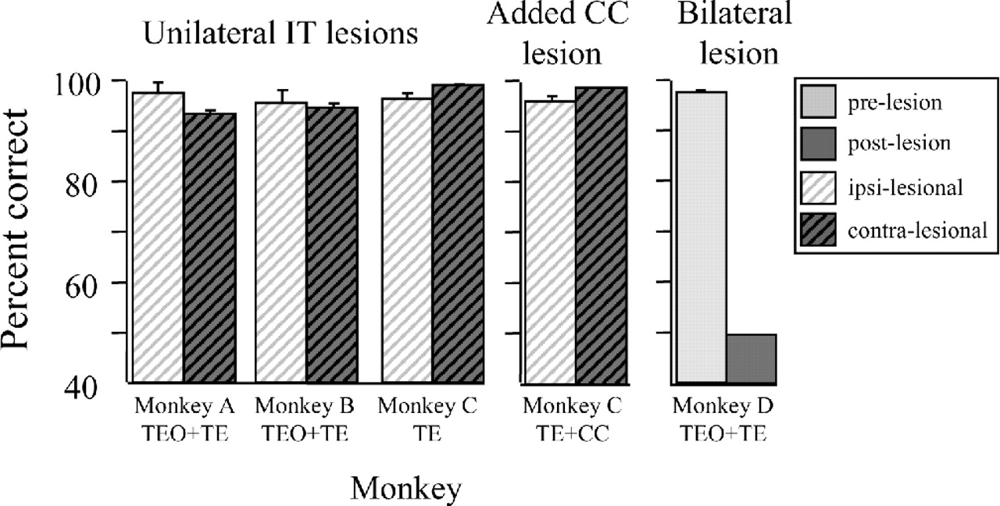 Unilateral IT lesions
Added CC
lesion
Bilateral
lesion
Percent correct
100
80
60
40
pre-lesion
post-lesion
ipsi-lesional
contra-lesional
Monkey A
TEO+TE
Monkey B
TEO+TE
Monkey C
TE
Monkey C
TE+CC
Monkey D
TEO+TE
Monkey